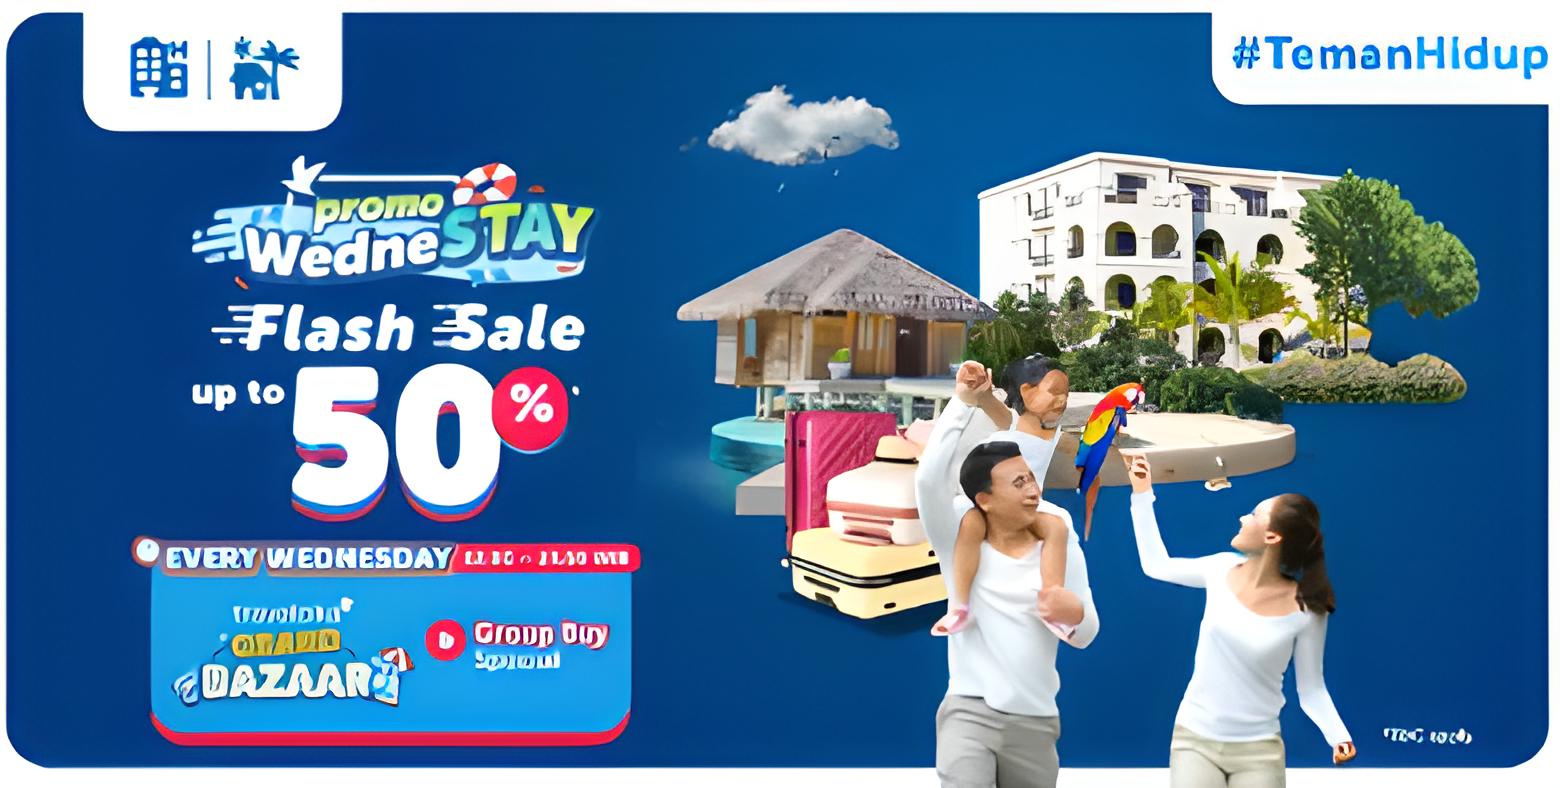 #TemanHidup
promo
WedneSTAY
Flash Sale
up to 50%
EVERY WEDNESDAY
BAZAAR
Group Buy